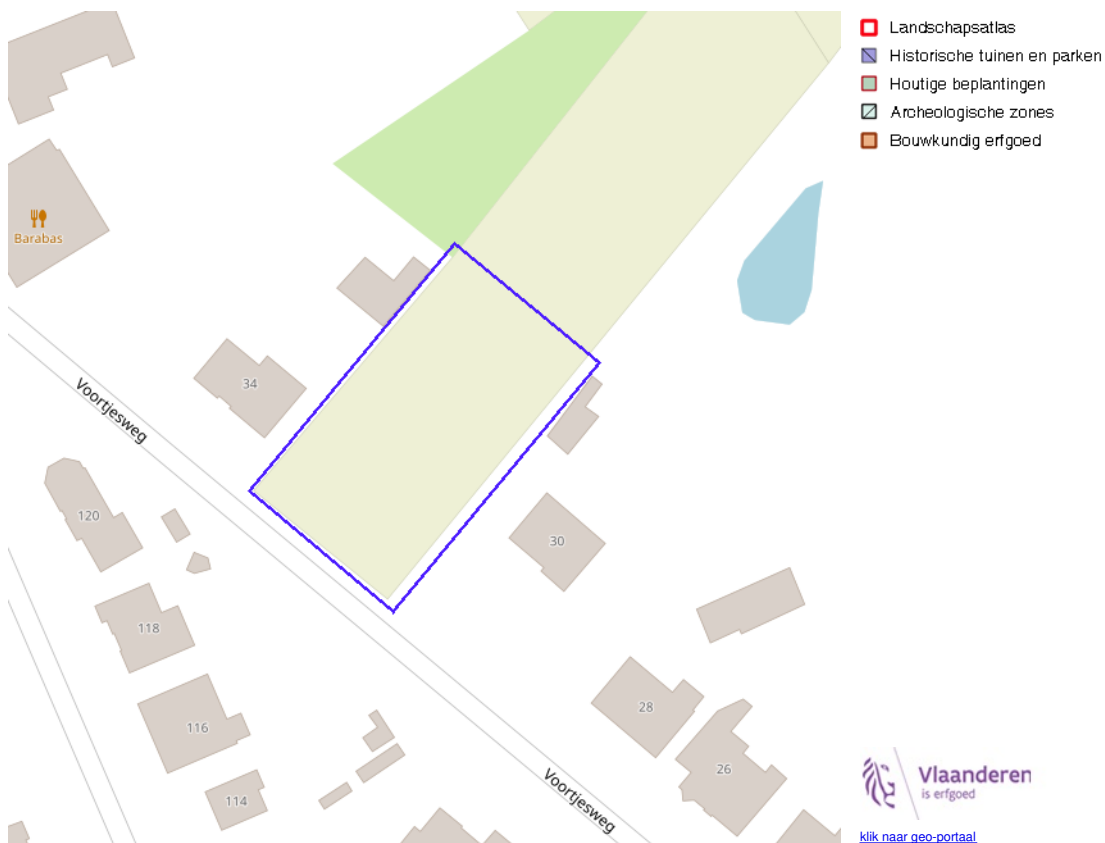 Landschapsatlas
Historische tuinen en parken
Houtige beplantingen
Archeologische zones
Bouwkundig erfgoed
Barabas
34
Voortjesweg
120
30
118
28
116
26
114
Voortjesweg
Vlaanderen
is erfgoed
klik naar geo-portaal